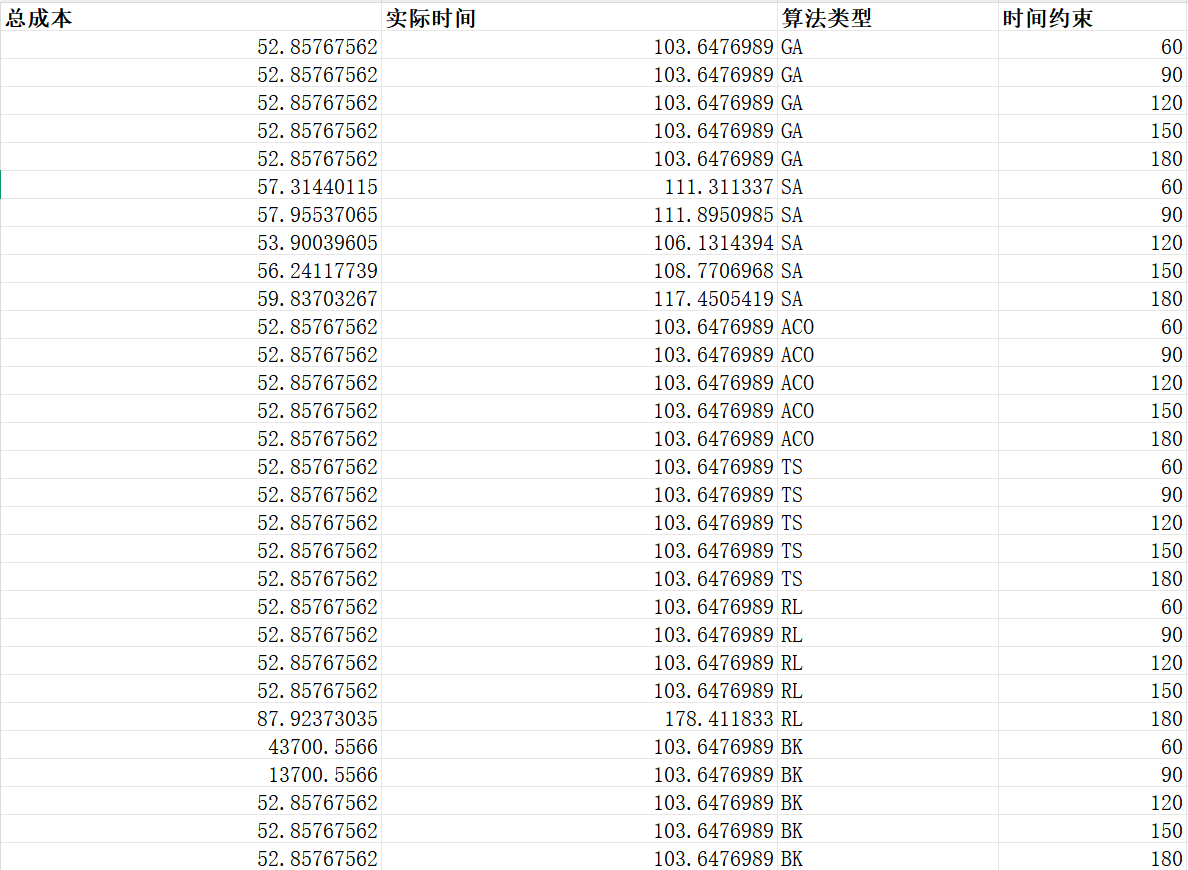 总成本 实际时间 算法类型 时间约束
52.85767562 103.6476989 GA 60
52.85767562 103.6476989 GA 90
52.85767562 103.6476989 GA 120
52.85767562 103.6476989 GA 150
52.85767562 103.6476989 GA 180
57.31440115 111.311337 SA 60
57.95537065 111.8950985 SA 90
53.90039605 106.1314394 SA 120
56.24117739 108.7706968 SA 150
59.83703267 117.4505419 SA 180
52.85767562 103.6476989 ACO 60
52.85767562 103.6476989 ACO 90
52.85767562 103.6476989 ACO 120
52.85767562 103.6476989 ACO 150
52.85767562 103.6476989 ACO 180
52.85767562 103.6476989 TS 60
52.85767562 103.6476989 TS 90
52.85767562 103.6476989 TS 120
52.85767562 103.6476989 TS 150
52.85767562 103.6476989 TS 180
52.85767562 103.6476989 RL 60
52.85767562 103.6476989 RL 90
52.85767562 103.6476989 RL 120
52.85767562 103.6476989 RL 150
87.92373035 178.411833 RL 180
43700.5566 103.6476989 BK 60
13700.5566 103.6476989 BK 90
52.85767562 103.6476989 BK 120
52.85767562 103.6476989 BK 150
52.85767562 103.6476989 BK 180